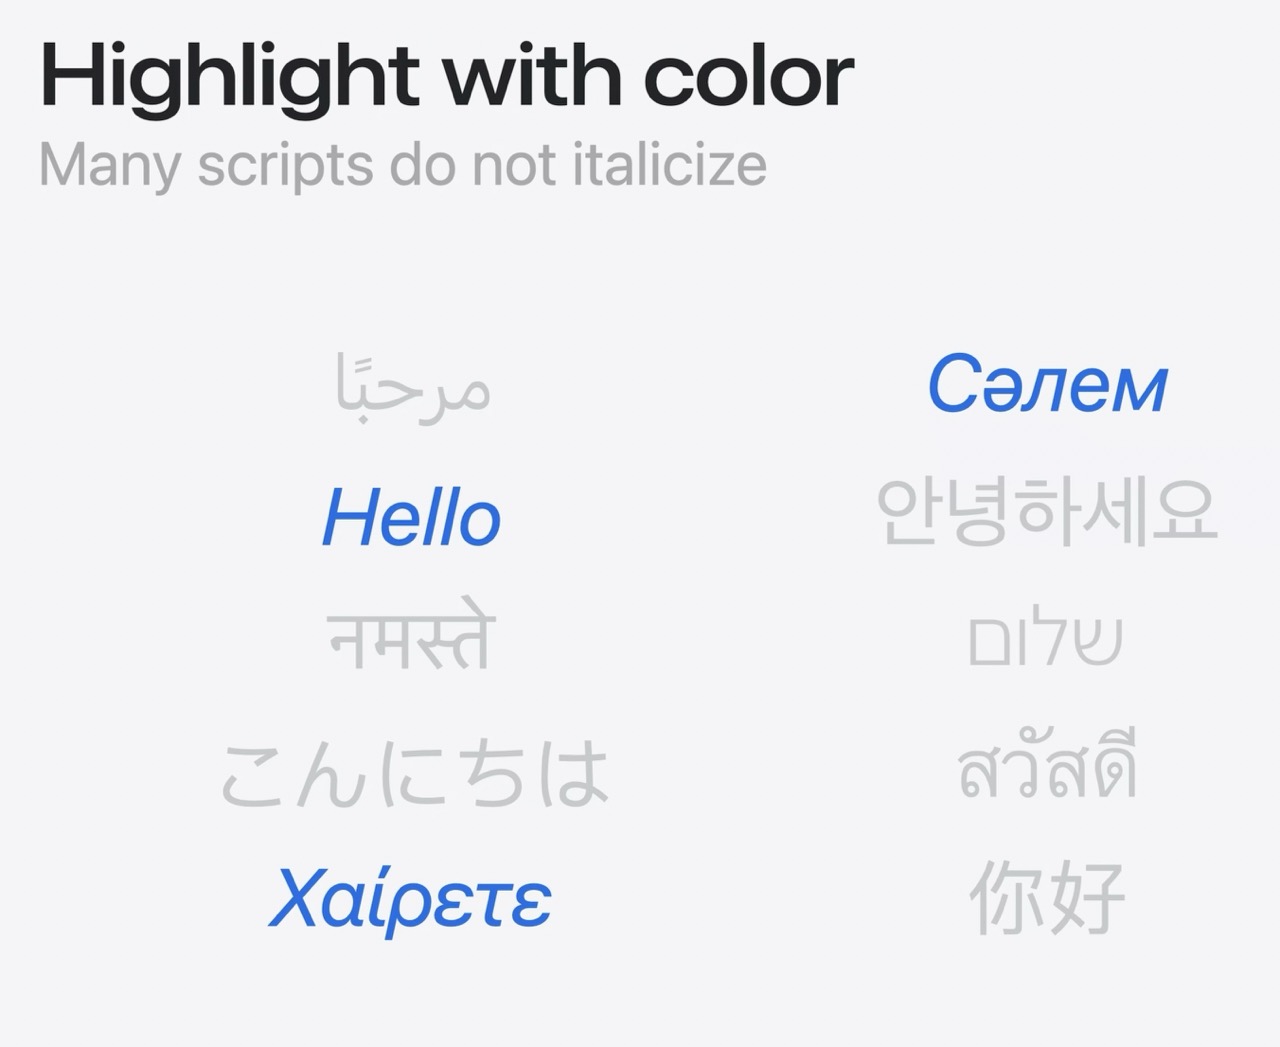 Highlight with color
Many scripts do not italicize
مرحبًا
Hello
नमस्ते
こんにちは
Χαίρετε
Сәлем
안녕하세요
שלום
สวัสดี
你好